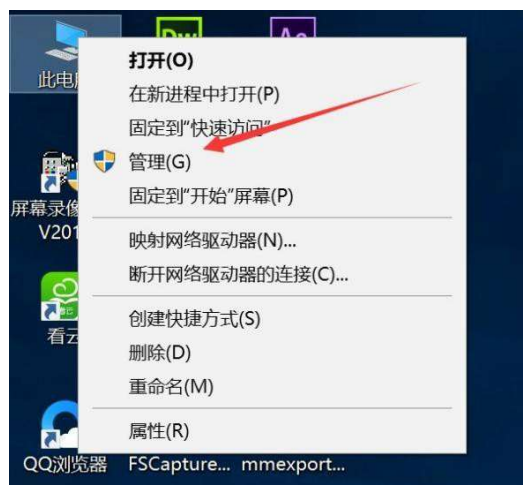 Dw
Ae
此电
打开(O)
在新进程中打开(P)
固定到"快速访问"
管理(G)
固定到"开始"屏幕(P)
屏幕录像
V201
映射网络驱动器(N)...
断开网络驱动器的连接(C)...
创建快捷方式(S)
看云
删除(D)
重命名(M)
属性(R)
QQ浏览器
FSCapture...
mmexport...